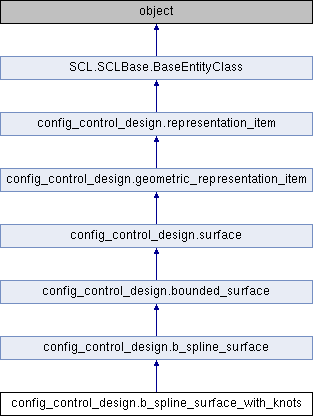 object
SCL.SCLBase.BaseEntityClass
config_control_design.representation_item
config_control_design.geometric_representation_item
config_control_design.surface
config_control_design.bounded_surface
config_control_design.b_spline_surface
config_control_design.b_spline_surface_with_knots